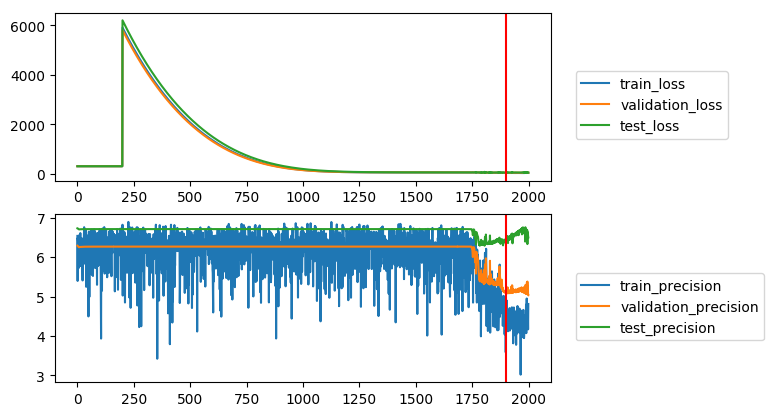 6000
4000
2000
0
0 250 500 750 1000 1250 1500 1750 2000
train_loss
validation_loss
test_loss
7
6
5
4
3
0 250 500 750 1000 1250 1500 1750 2000
train_precision
validation_precision
test_precision